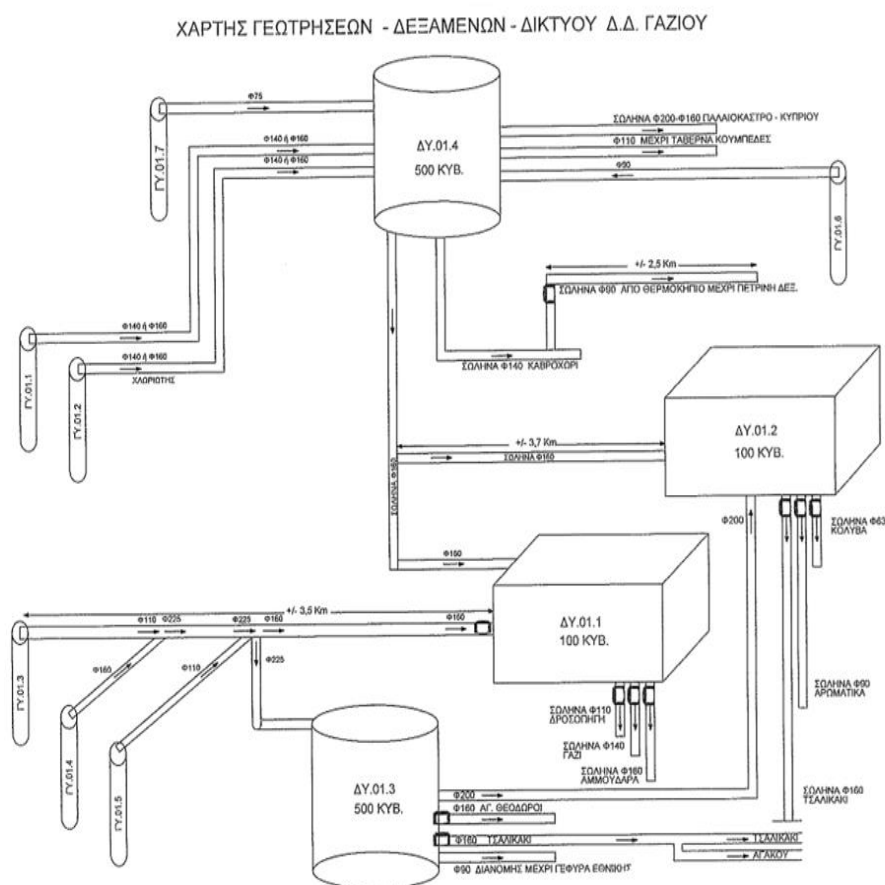 ΧΑΡΤΗΣ ΓΕΩΤΡΗΣΕΩΝ - ΔΕΞΑΜΕΝΩΝ - ΔΙΚΤΥΟΥ Δ.Δ. ΓΑΖΙΟΥ
Φ75
ΓΥ.01.7
Φ140 ή Φ160
Φ140 ή Φ160
ΔΥ.01.4
500 ΚΥΒ.
ΣΩΛΗΝΑ Φ200-Φ160 ΠΑΛΑΙΟΚΑΣΤΡΟ - ΚΥΠΡΙΟΥ
Φ110 ΜΕΧΡΙ ΤΑΒΕΡΝΑ ΚΟΥΜΠΕΔΕΣ
Φ90
ΓΥ.01.6
+/- 2,5 Km
ΣΩΛΗΝΑ Φ90 ΑΠΟ ΘΕΡΜΟΚΗΠΙΟ ΜΕΧΡΙ ΠΕΤΡΙΝΗ ΔΕΞ.
ΣΩΛΗΝΑ Φ140 ΚΑΒΡΟΧΩΡΙ
Φ140 ή Φ160
ΓΥ.01.1
Φ140 ή Φ160
ΧΛΩΡΙΩΤΗΣ
ΓΥ.01.2
ΔΥ.01.2
100 ΚΥΒ.
+/- 3,7 Km
ΣΩΛΗΝΑ Φ160
ΣΩΛΗΝΑ Φ160
Φ200
ΣΩΛΗΝΑ Φ63
ΚΟΛΥΒΑ
Φ160
ΔΥ.01.1
100 ΚΥΒ.
+/- 3,5 Km
Φ110
Φ225
Φ225
Φ160
Φ160
ΓΥ.01.3
Φ160
Φ110
Φ225
ΓΥ.01.4
ΓΥ.01.5
ΣΩΛΗΝΑ Φ90
ΑΡΩΜΑΤΙΚΑ
ΣΩΛΗΝΑ Φ110
ΔΡΟΣΟΠΗΓΗ
ΣΩΛΗΝΑ Φ140
ΓΑΖΙ
ΣΩΛΗΝΑ Φ160
ΑΜΜΟΥΔΑΡΑ
ΔΥ.01.3
500 ΚΥΒ.
Φ200
Φ160 ΑΓ. ΘΕΟΔΩΡΟΙ
Φ160 ΤΣΑΛΙΚΑΚΙ
Φ90 ΔΙΑΝΟΜΗΣ ΜΕΧΡΙ ΓΕΦΥΡΑ ΕΘΝΙΚΗΣ
ΣΩΛΗΝΑ Φ160
ΤΣΑΛΙΚΑΚΙ
ΤΣΑΛΙΚΑΚΙ
ΑΓΑΚΟΥ